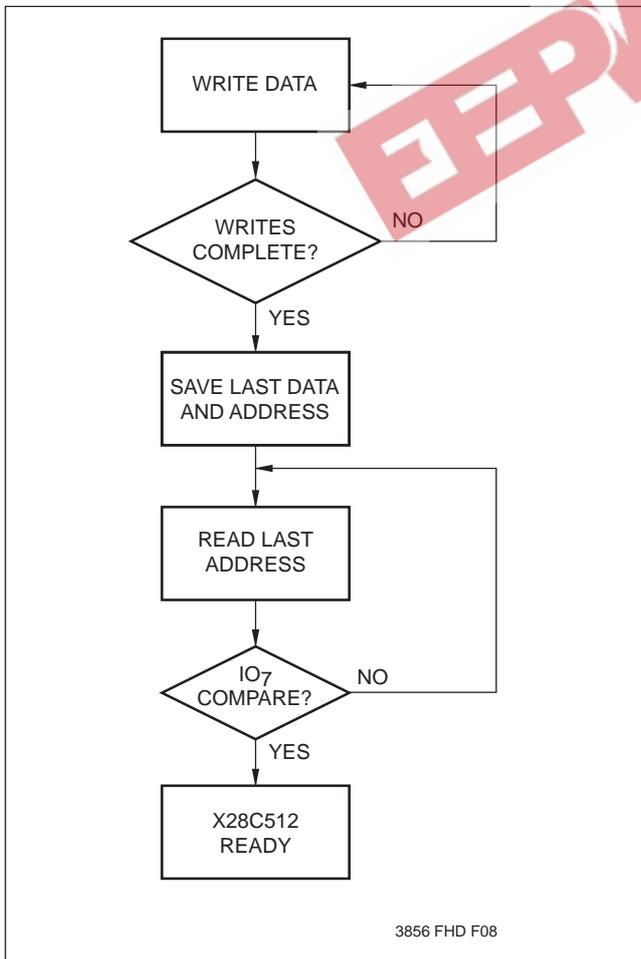 WRITE DATA
WRITES
COMPLETE?
NO
YES
SAVE LAST DATA
AND ADDRESS
READ LAST
ADDRESS
IO7
COMPARE?
NO
YES
X28C512
READY
3856 FHD F08